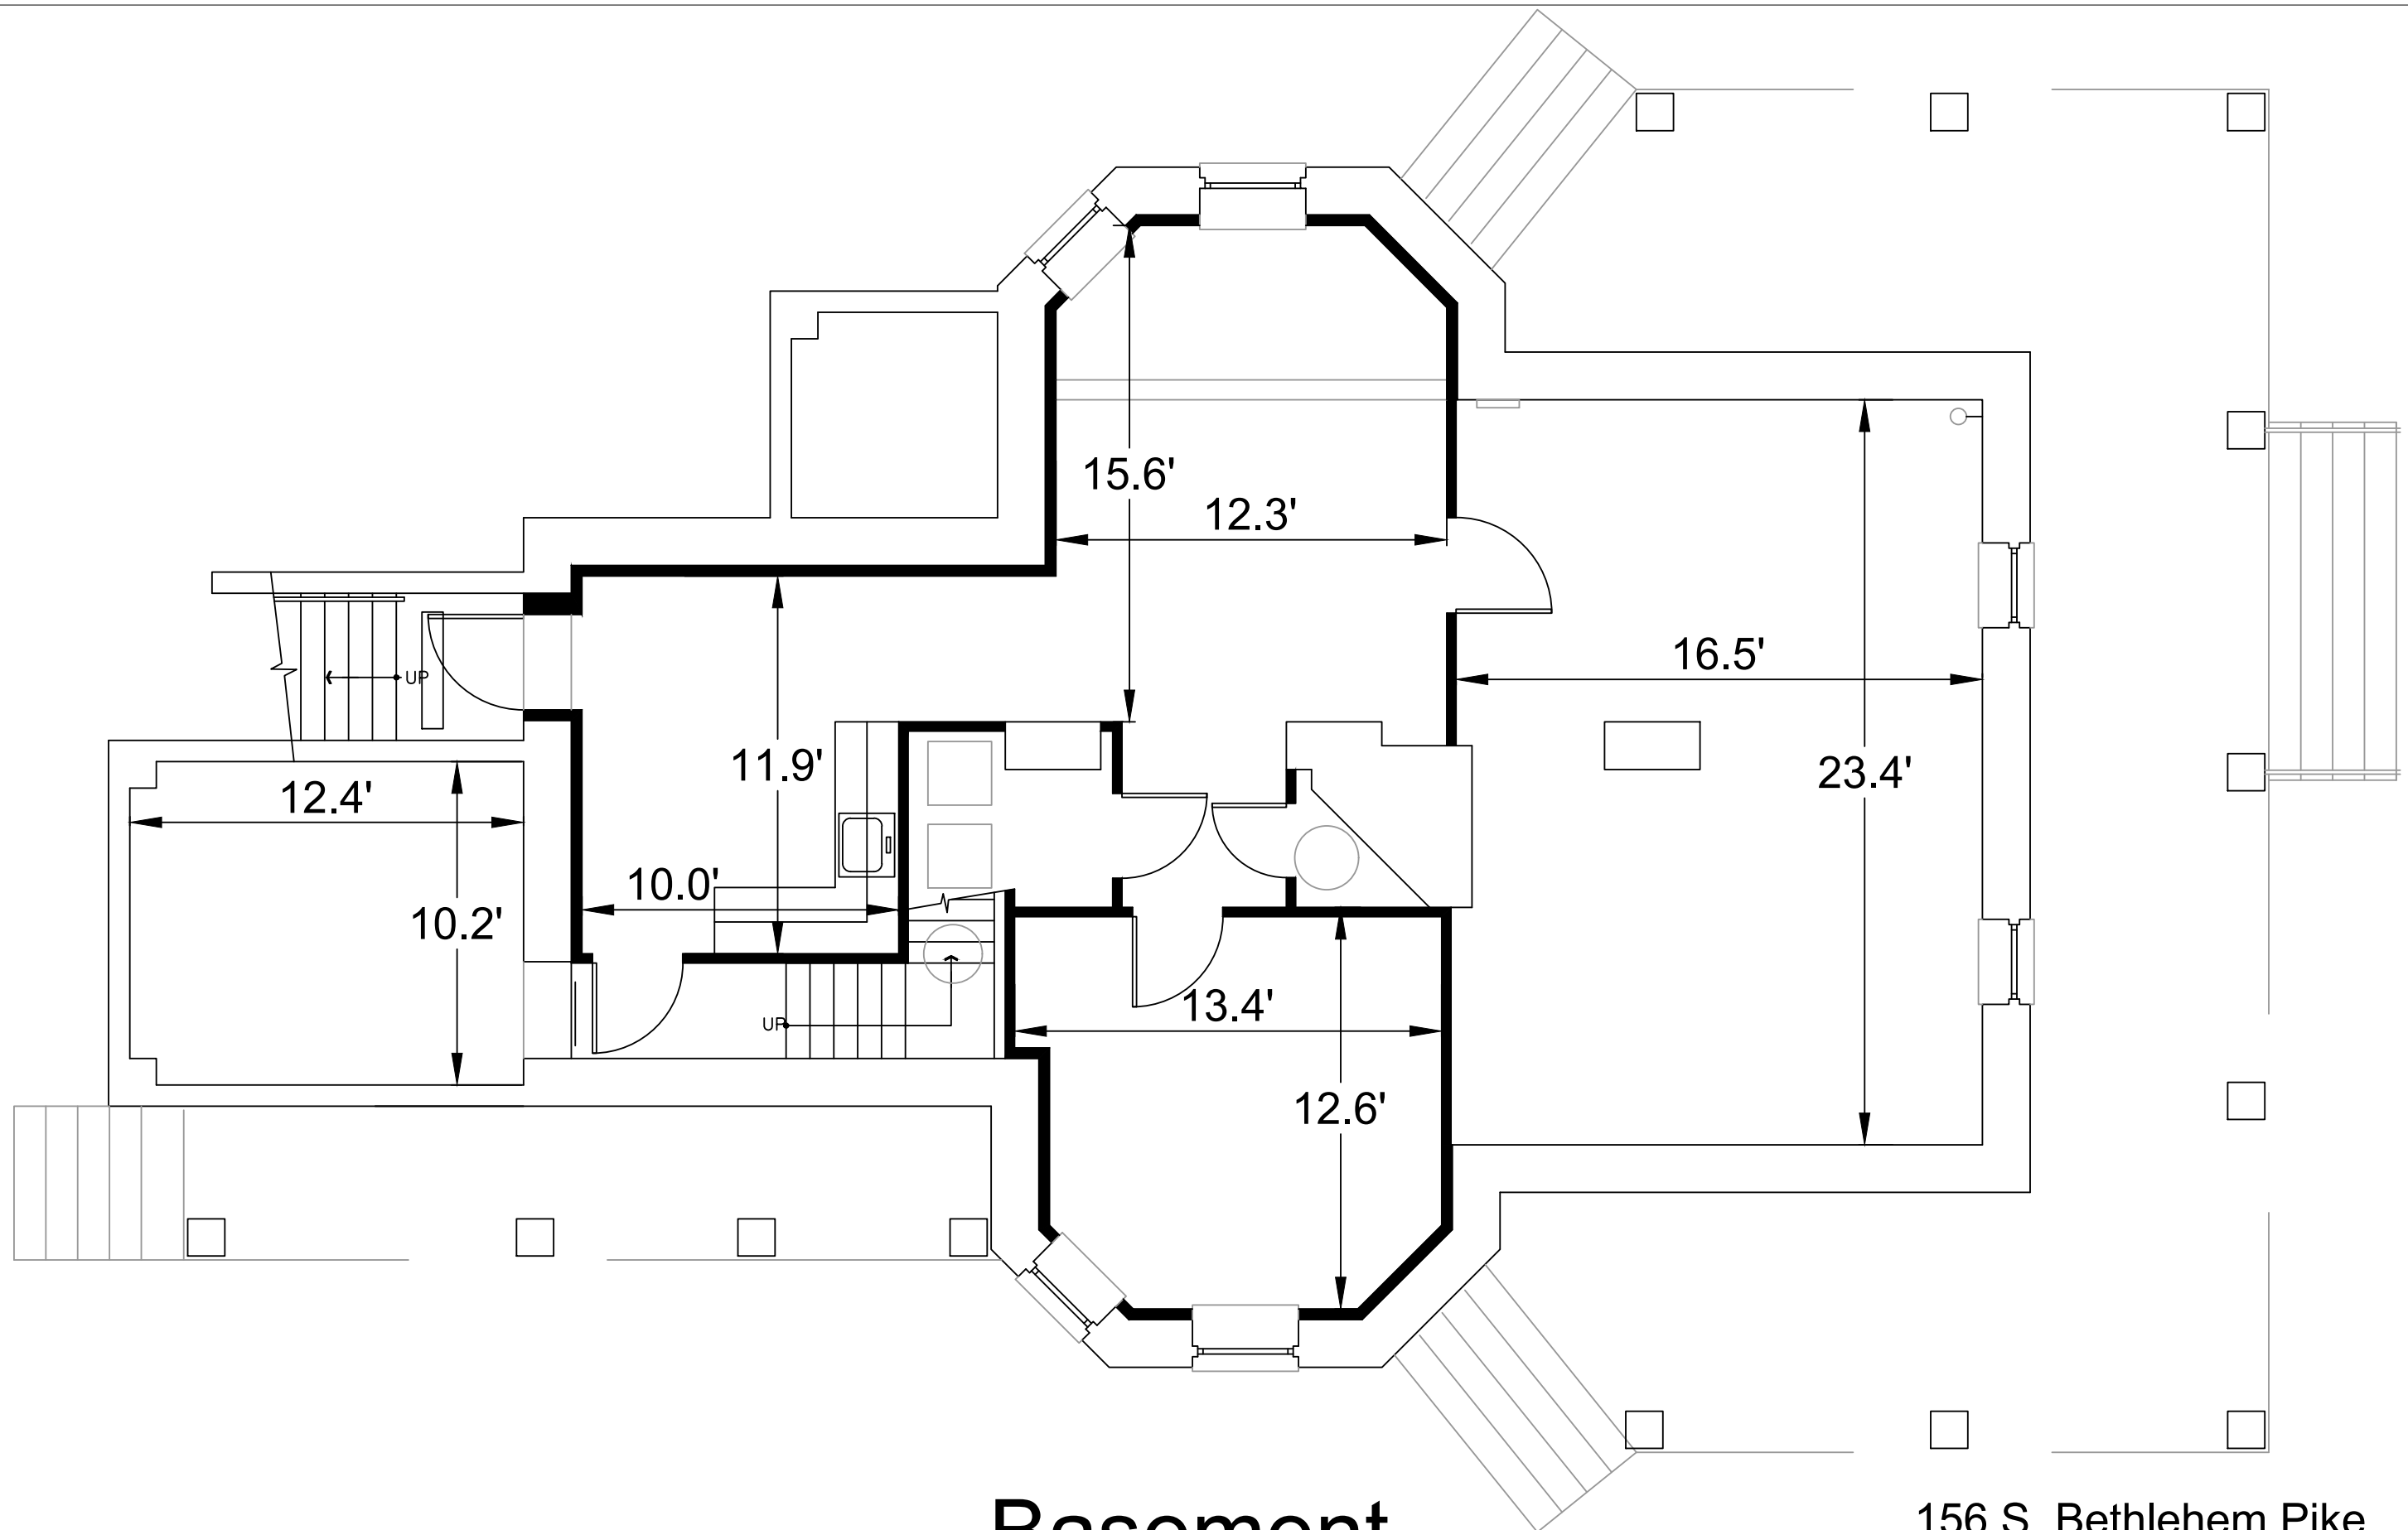 15.6'
12.3'
16.5'
UP
11.9'
12.4'
23.4'
10.0'
10.2'
13.4'
UP
12.6'
Basement
156 S. Bethlehem Pike